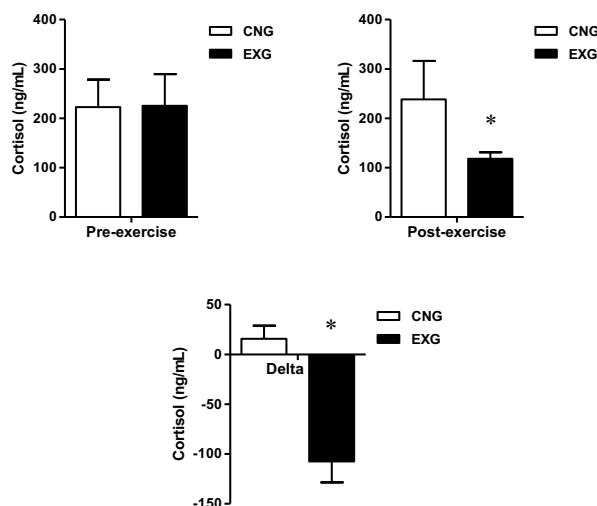 Cortisol (ng/mL)
400
300
200
100
0
Pre-exercise
CNG
EXG
Cortisol (ng/mL)
400
300
200
100
0
*
Post-exercise
CNG
EXG
Cortisol (ng/mL)
50
0
-50
-100
-150
*
Delta
CNG
EXG